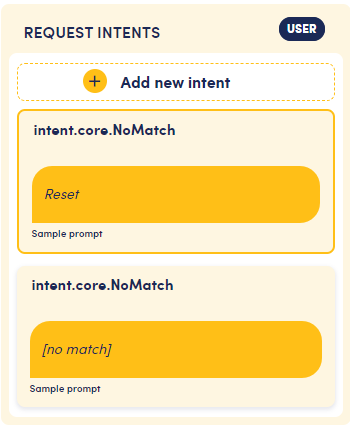 REQUEST INTENTS
USER
+ Add new intent
intent.core.NoMatch
Reset
Sample prompt
intent.core.NoMatch
[no match]
Sample prompt